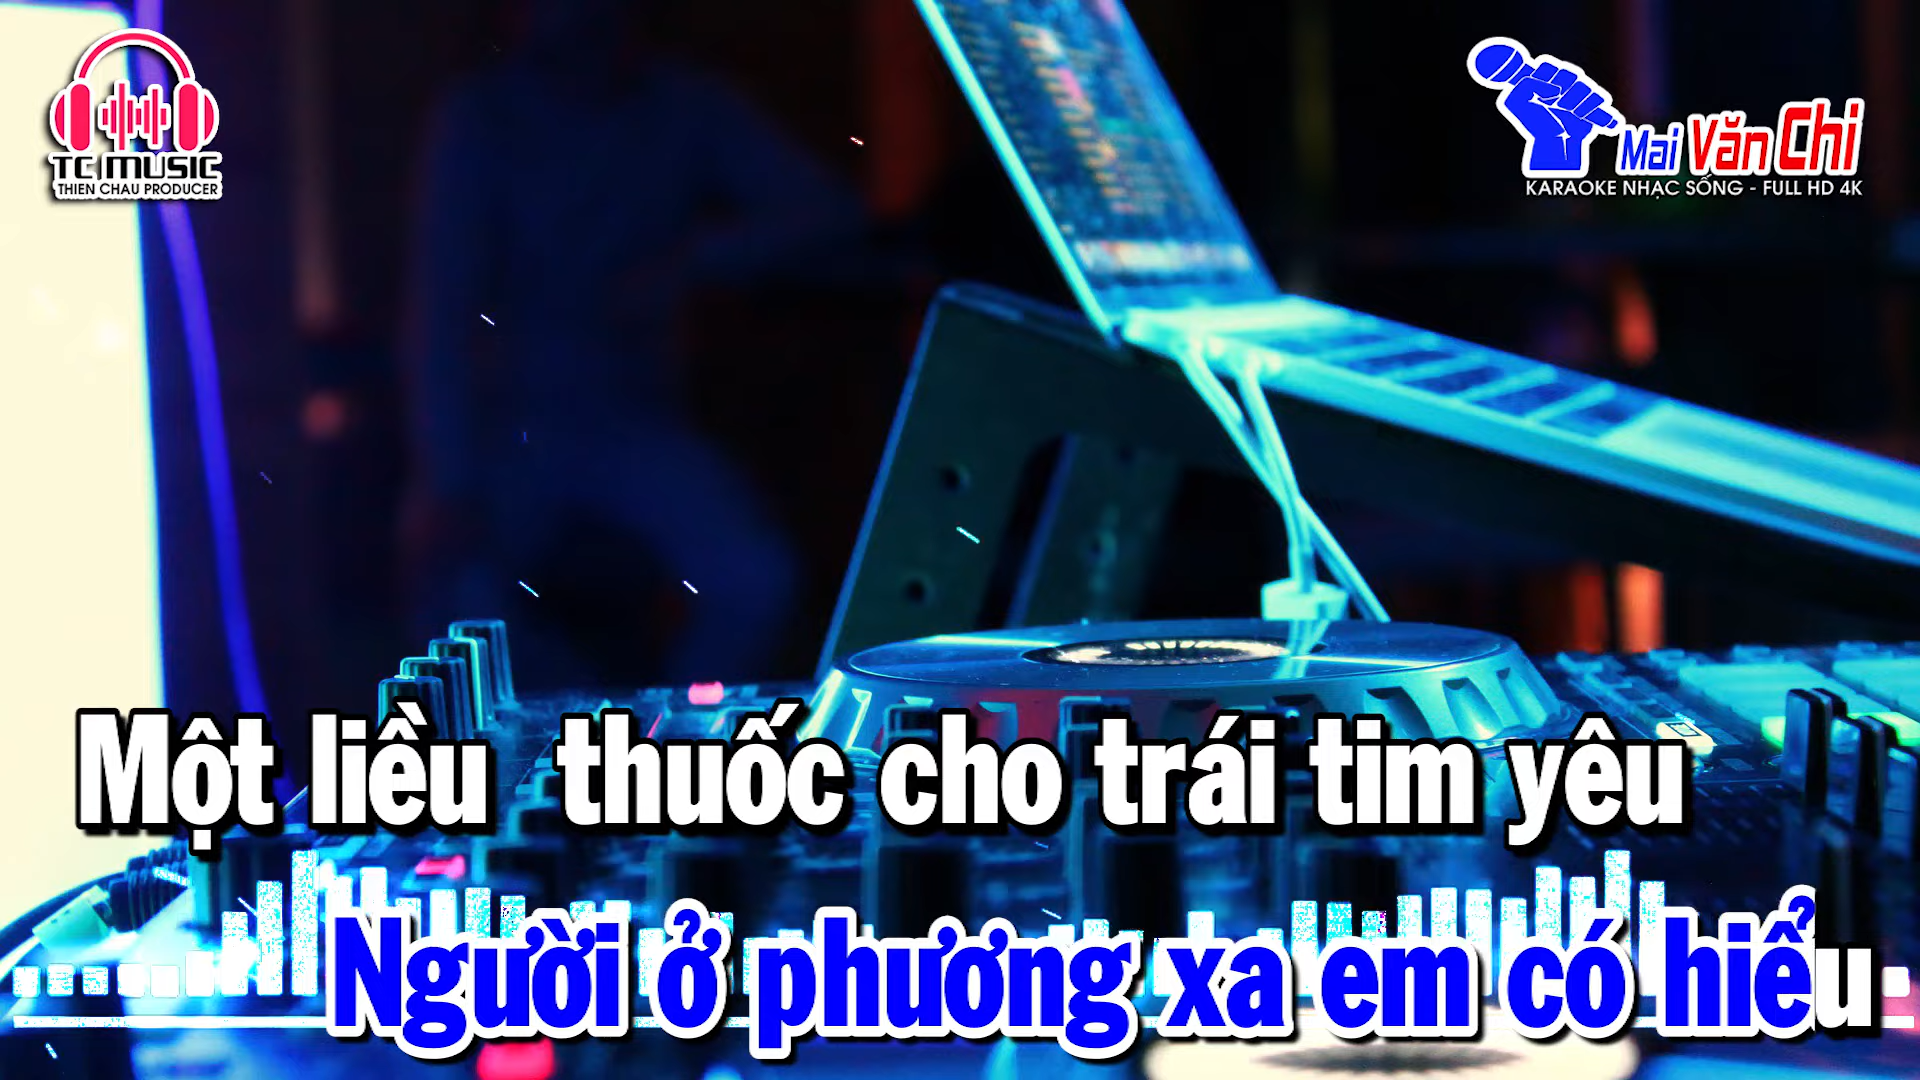 TC MUSIC
THIEN CHAU PRODUCER
Mai Văn Chi
KARAOKE NHẠC SỐNG - FULL HD 4K
Một liều thuốc cho trái tim yêu
Người ở phương xa em có hiểu